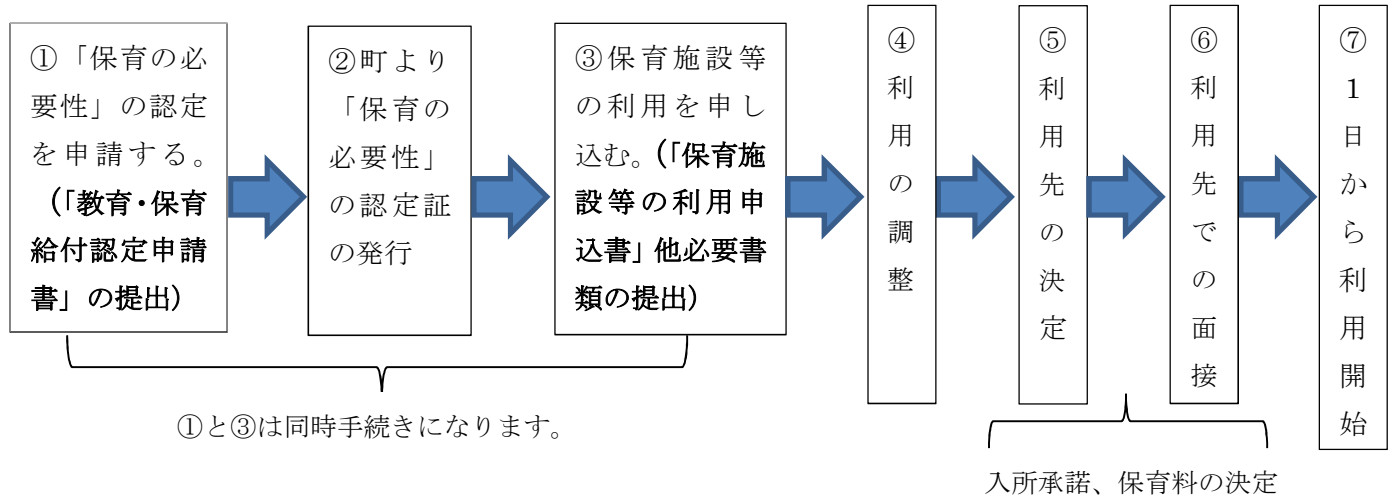 ①「保育の必
要性」の認定
を申請する。
(「教育・保育
給付認定申請
書」の提出)
②町より
「保育の
必要性」
の認定証
の発行
③保育施設等
の利用を申し
込む。(「保育施
設等の利用申
込書」他必要書
類の提出)
④利用の調整
⑤利用先の決定
⑥利用先での面接
⑦1日から利用開始
①と③は同時手続きになります。
入所承諾、保育料の決定